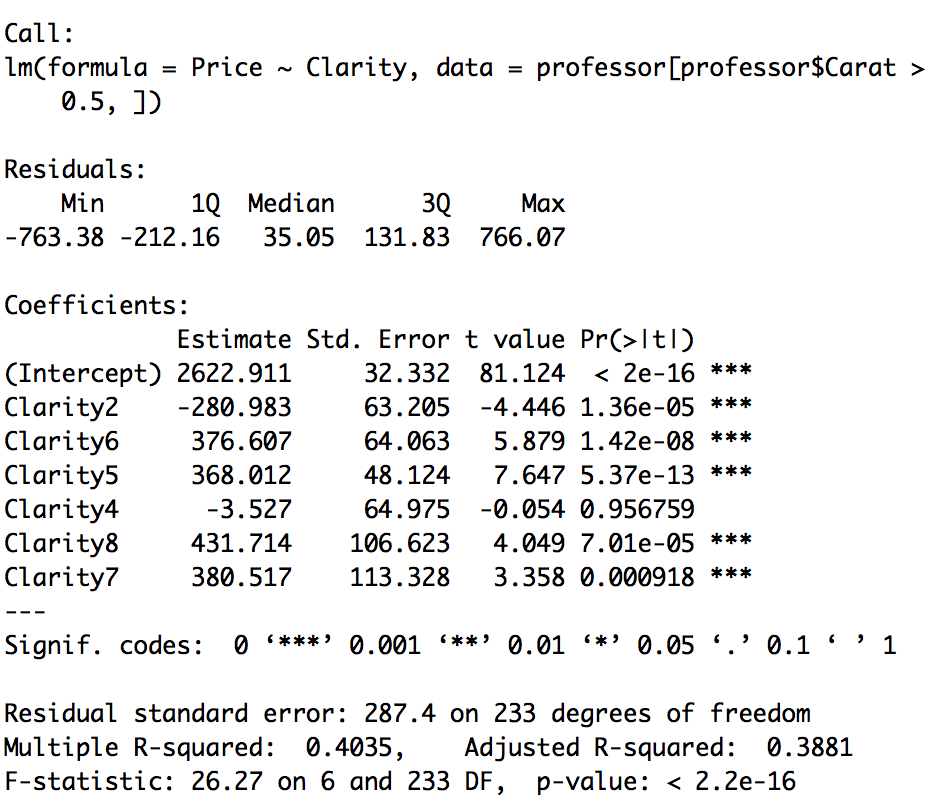 Call:
lm(formula = Price ~ Clarity, data = professor[professor$Carat >
    0.5, ])

Residuals:
    Min      1Q  Median      3Q     Max
-763.38 -212.16   35.05  131.83  766.07

Coefficients:
            Estimate Std. Error t value Pr(>|t|)
(Intercept) 2622.911     32.332  81.124  < 2e-16 ***
Clarity2    -280.983     63.205  -4.446 1.36e-05 ***
Clarity6     376.607     64.063   5.879 1.42e-08 ***
Clarity5     368.012     48.124   7.647 5.37e-13 ***
Clarity4      -3.527     64.975  -0.054 0.956759
Clarity8     431.714    106.623   4.049 7.01e-05 ***
Clarity7     380.517    113.328   3.358 0.000918 ***
---
Signif. codes:  0 ‘***’ 0.001 ‘**’ 0.01 ‘*’ 0.05 ‘.’ 0.1 ‘ ’ 1

Residual standard error: 287.4 on 233 degrees of freedom
Multiple R-squared:  0.4035,    Adjusted R-squared:  0.3881
F-statistic: 26.27 on 6 and 233 DF,  p-value: < 2.2e-16